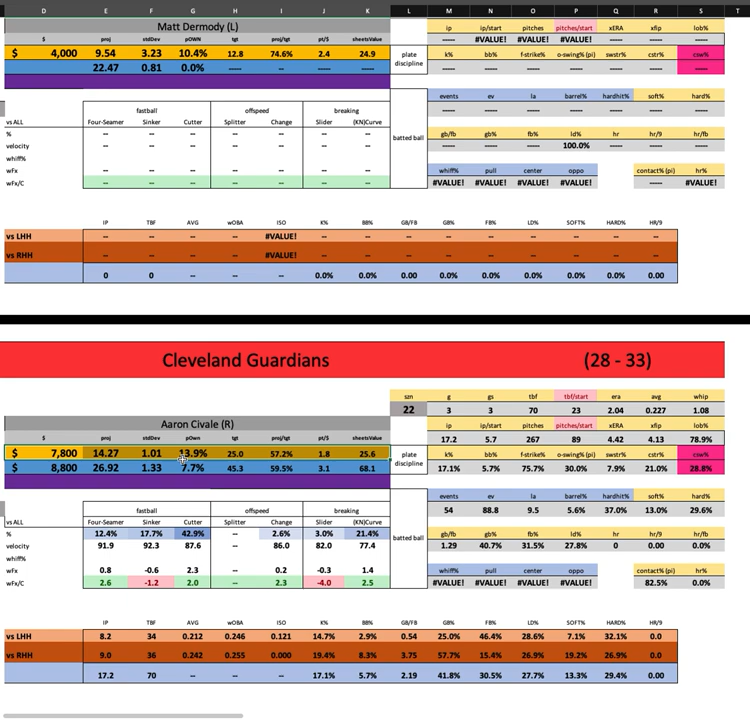 D E F G H I J K L M N O P Q R S T
Matt Dermody (L) ip ip/start pitches pitches/start xERA xfip lob%
$ proj stdDev pOWN tgt proj/tgt pt/$ sheetsValue ----- #VALUE! #VALUE! #VALUE! ----- ----- -----
$ 4,000 9.54 3.23 10.4% 12.8 74.6% 2.4 24.9 plate discipline k% bb% f-strike% o-swing% (pi) swstr% cstr% csw%
22.47 0.81 0.0% ---- -- ---- ---- ----- ----- ----- ----- ----- ----- -----
events ev la barrel% hardhit% soft% hard%
fastball offspeed breaking ----- ----- ----- ----- ----- ----- -----
vs ALL Four-Seamer Sinker Cutter Splitter Change Slider (KN)Curve
% -- -- -- -- -- -- -- batted ball gb/fb gb% fb% ld% hr hr/9 hr/fb
velocity -- -- -- -- -- -- -- ----- ----- ----- 100.0% ----- ----- -----
whiff%
wFx -- -- -- -- -- -- -- whiff% pull center oppo contact% (pi) hr%
wFx/C -- -- -- -- -- -- -- #VALUE! #VALUE! #VALUE! #VALUE! ----- #VALUE!
IP TBF AVG wOBA ISO K% BB% GB/FB GB% FB% LD% SOFT% HARD% HR/9
vs LHH -- -- -- -- #VALUE! -- -- -- -- -- -- -- -- --
vs RHH -- -- -- -- #VALUE! -- -- -- -- -- -- -- -- --
0 0 -- -- -- 0.0% 0.0% 0.00 0.0% 0.0% 0.0% 0.0% 0.0% 0.00
Cleveland Guardians (28 - 33)
szn g gs tbf tbf/start era avg whip
22 3 3 70 23 2.04 0.227 1.08
Aaron Civale (R) ip ip/start pitches pitches/start xERA xfip lob%
$ proj stdDev pOwn tgt proj/tgt pt/$ sheetsValue 17.2 5.7 267 89 4.42 4.13 78.9%
$ 7,800 14.27 1.01 13.9% 25.0 57.2% 1.8 25.6 plate discipline k% bb% f-strike% o-swing% (pi) swstr% cstr% csw%
$ 8,800 26.92 1.33 7.7% 45.3 59.5% 3.1 68.1 17.1% 5.7% 75.7% 30.0% 7.9% 21.0% 28.8%
events ev la barrel% hardhit% soft% hard%
fastball offspeed breaking 54 88.8 9.5 5.6% 37.0% 13.0% 29.6%
vs ALL Four-Seamer Sinker Cutter Splitter Change Slider (KN)Curve
% 12.4% 17.7% 42.9% -- 2.6% 3.0% 21.4% batted ball gb/fb gb% fb% ld% hr hr/9 hr/fb
velocity 91.9 92.3 87.6 -- 86.0 82.0 77.4 1.29 40.7% 31.5% 27.8% 0 0.00 0.0%
whiff%
wFx 0.8 -0.6 2.3 0.2 -0.3 1.4 whiff% pull center oppo contact% (pi) hr%
wFx/C 2.6 -1.2 2.0 -- 2.3 -4.0 2.5 #VALUE! #VALUE! #VALUE! #VALUE! 82.5% 0.0%
IP TBF AVG wOBA ISO K% BB% GB/FB GB% FB% LD% SOFT% HARD% HR/9
vs LHH 8.2 34 0.212 0.246 0.121 14.7% 2.9% 0.54 25.0% 46.4% 28.6% 7.1% 32.1% 0.0
vs RHH 9.0 36 0.242 0.255 0.000 19.4% 8.3% 3.75 57.7% 15.4% 26.9% 19.2% 26.9% 0.0
17.2 70 -- -- -- 17.1% 5.7% 2.19 41.8% 30.5% 27.7% 13.3% 29.4% 0.00